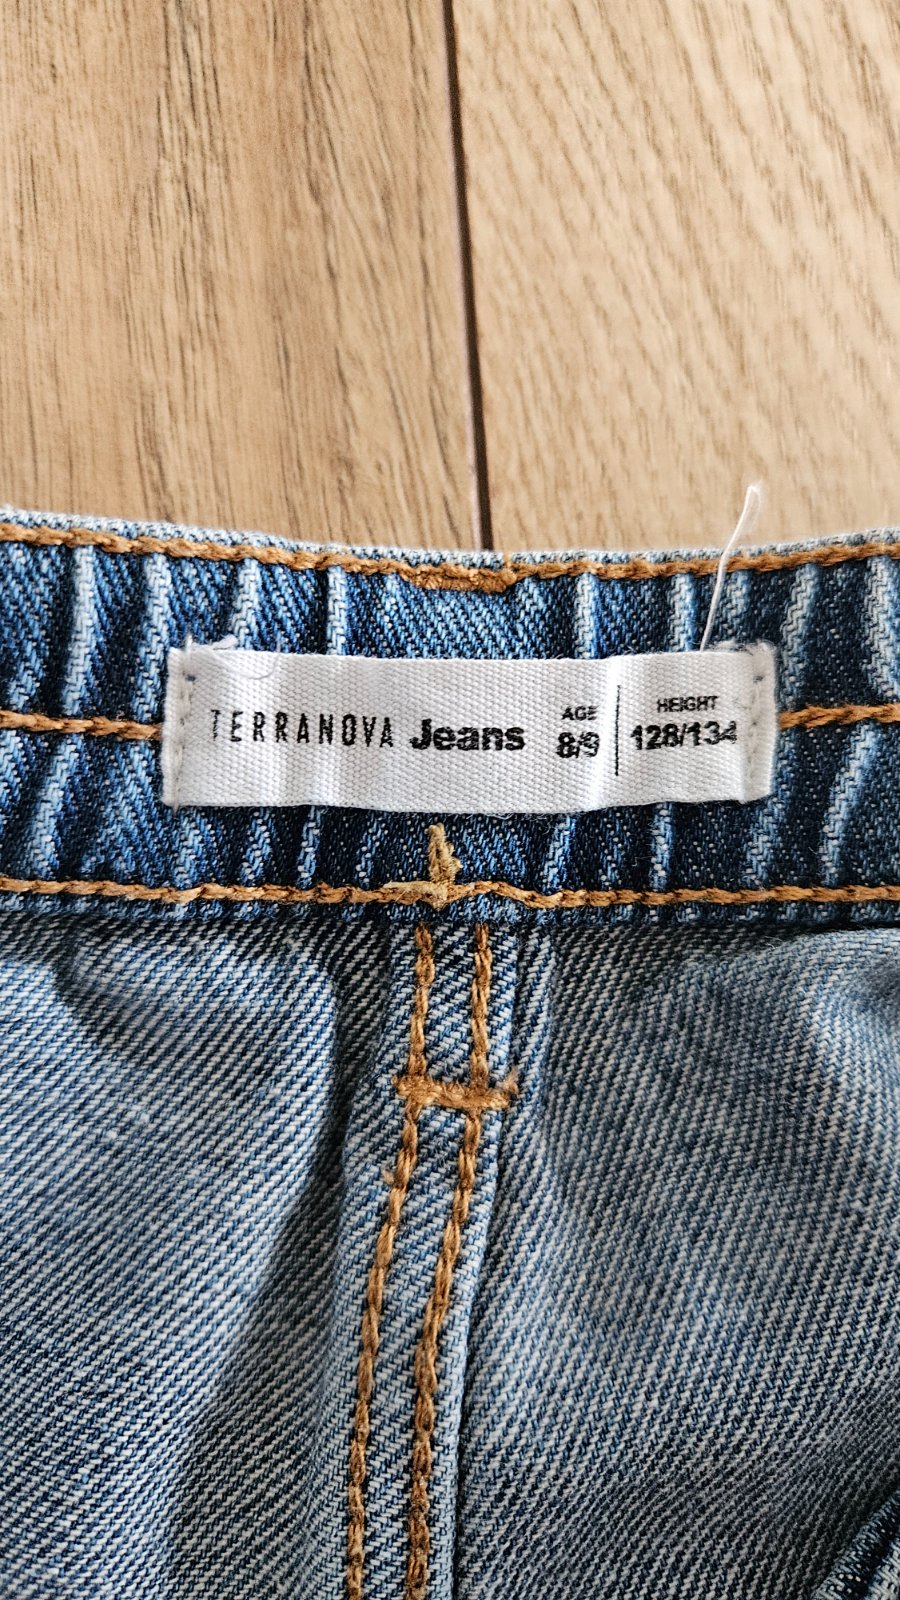 TERRANOVA Jeans
AGE
8/9
HEIGHT
128/134